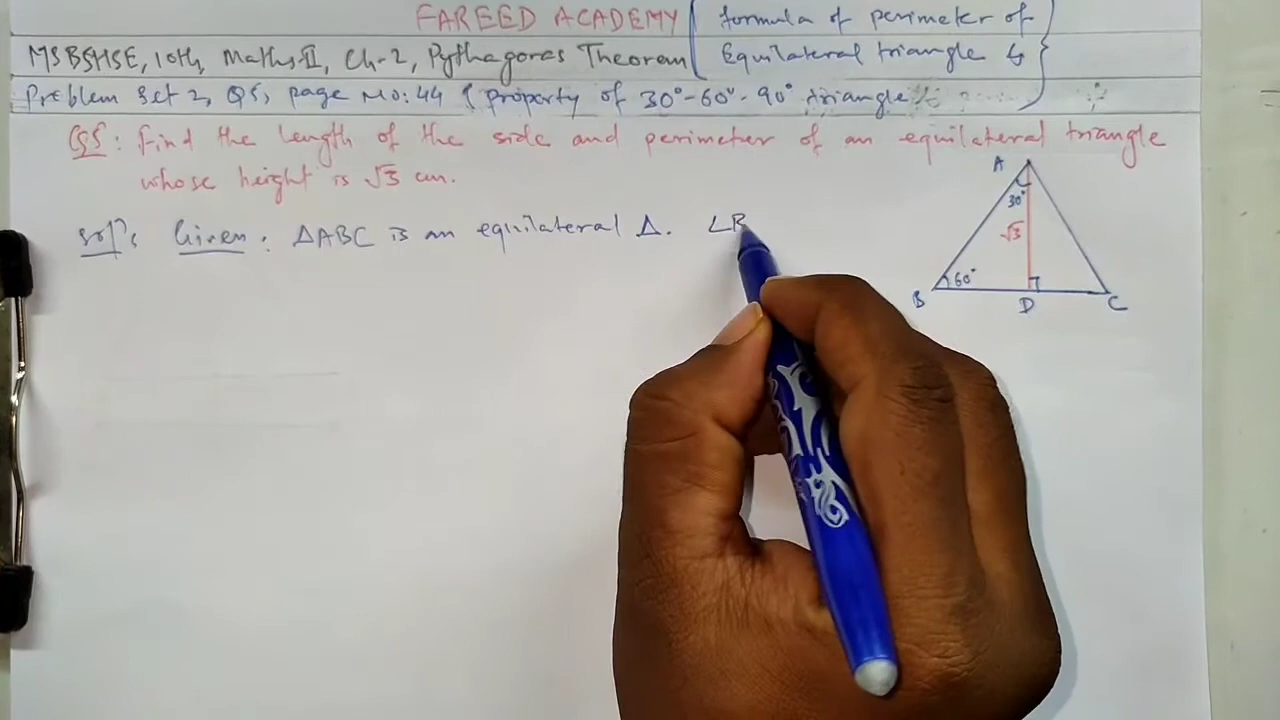 FAREED ACADEMY
formula of perimeter of
MSBSHSE, 10th, Maths-II, Ch-2, Pythagoras Theorem
Equilateral triangle &
Problem Set 2, Q5, page No: 44
property of 30°-60°-90° triangle
Q5: Find the length of the side and perimeter of an equilateral triangle
whose height is √3 cm.
A
30°
√3
60°
B D C
Solⁿ: Given: ΔABC is an equilateral Δ. ∠B